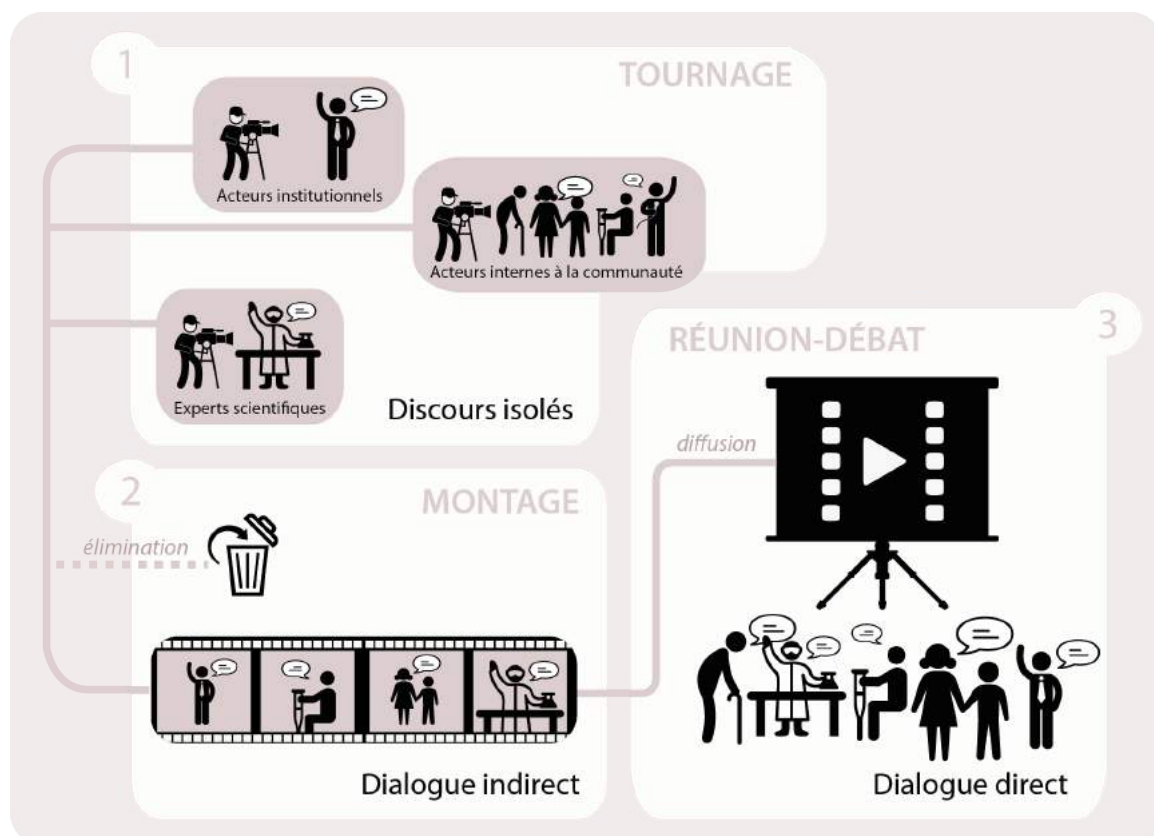 1
TOURNAGE
Acteurs institutionnels
Acteurs internes à la communauté
Experts scientifiques
Discours isolés
2
MONTAGE
élimination
Dialogue indirect
3
RÉUNION-DÉBAT
diffusion
Dialogue direct